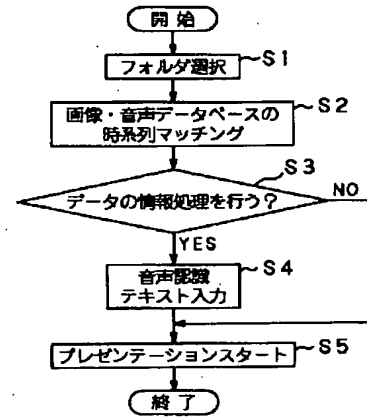 開始
フォルダ選択
S1
画像・音声データベースの
時系列マッチング
S2
データの情報処理を行う?
S3
NO
YES
音声認識
テキスト入力
S4
プレゼンテーションスタート
S5
終了